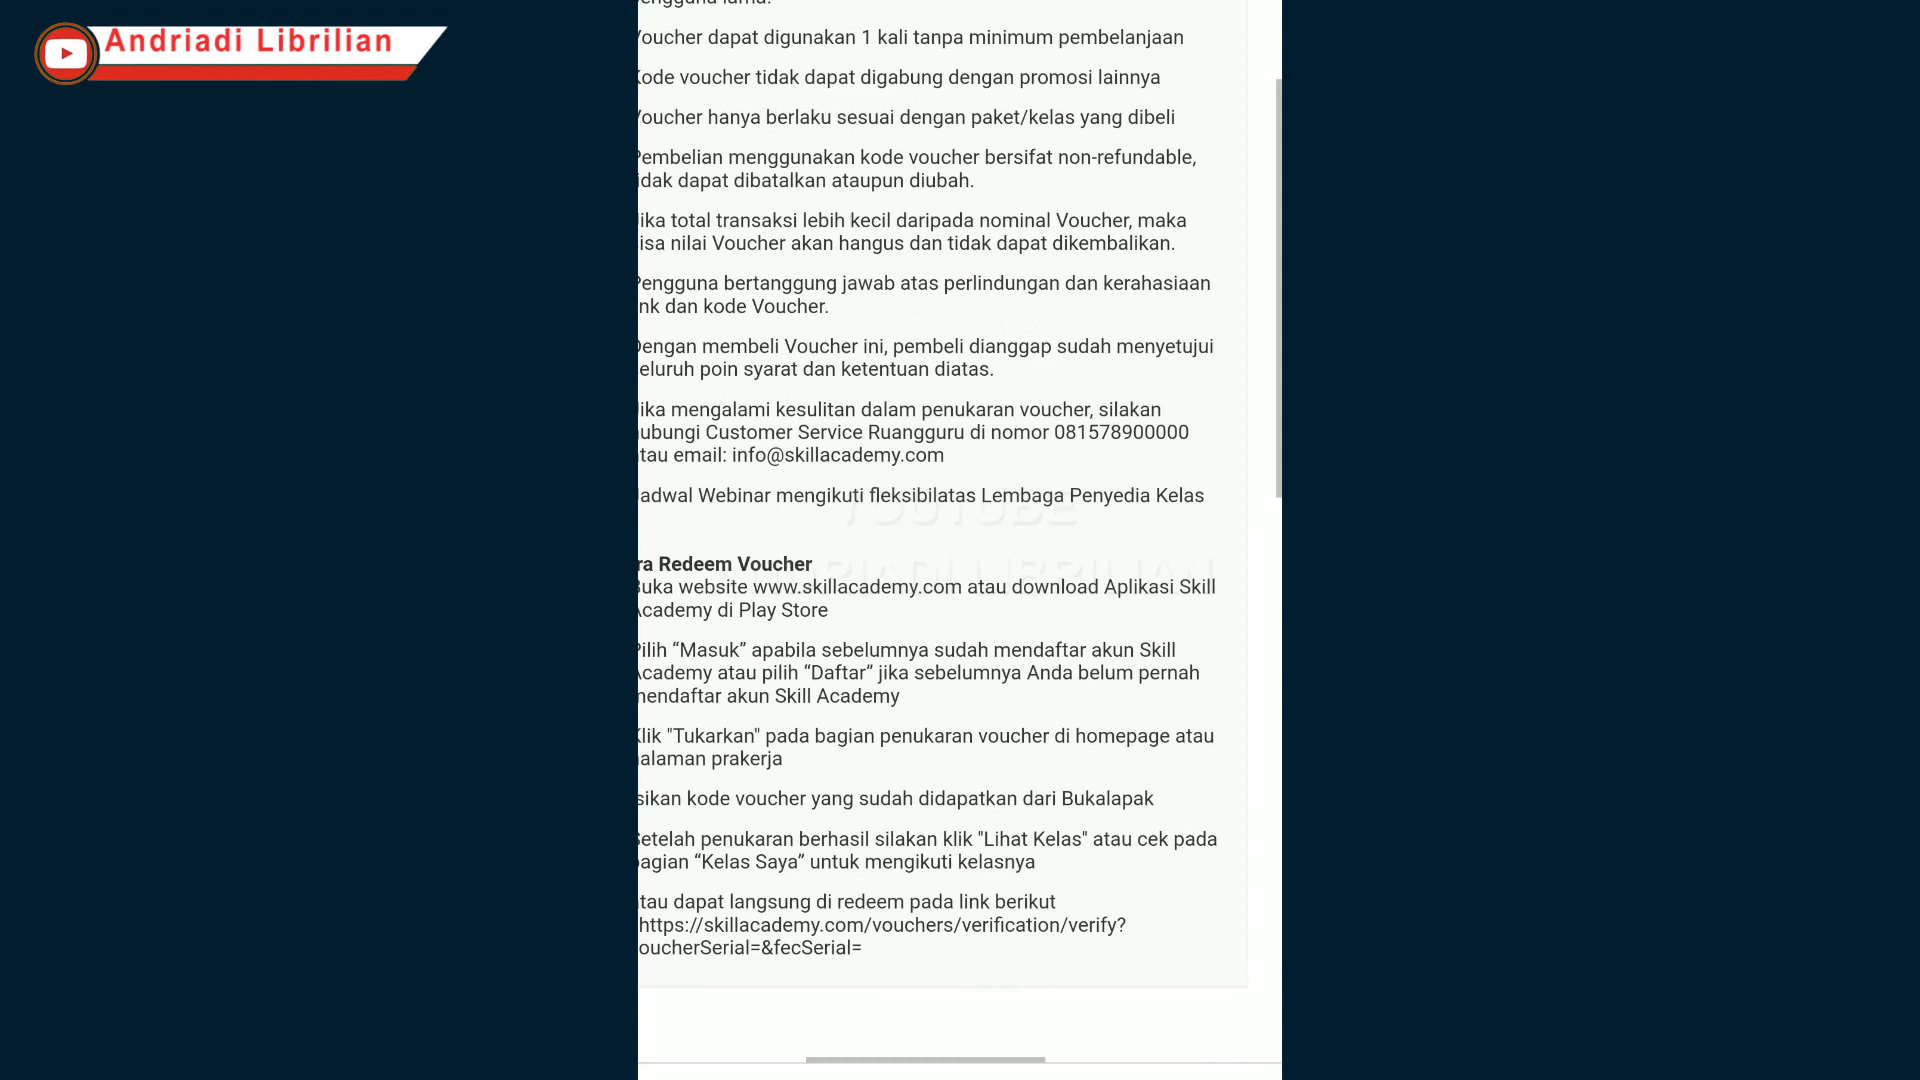 Andriadi Librilian
engguna lama.
Voucher dapat digunakan 1 kali tanpa minimum pembelanjaan
Kode voucher tidak dapat digabung dengan promosi lainnya
Voucher hanya berlaku sesuai dengan paket/kelas yang dibeli
Pembelian menggunakan kode voucher bersifat non-refundable,
idak dapat dibatalkan ataupun diubah.
Jika total transaksi lebih kecil daripada nominal Voucher, maka
isa nilai Voucher akan hangus dan tidak dapat dikembalikan.
Pengguna bertanggung jawab atas perlindungan dan kerahasiaan
nk dan kode Voucher.
Dengan membeli Voucher ini, pembeli dianggap sudah menyetujui
eluruh poin syarat dan ketentuan diatas.
Jika mengalami kesulitan dalam penukaran voucher, silakan
ubungi Customer Service Ruangguru di nomor 081578900000
tau email: info@skillacademy.com
Jadwal Webinar mengikuti fleksibilatas Lembaga Penyedia Kelas
YOUTUBE
ANDRIADI LIBRILIAN
ra Redeem Voucher
Buka website www.skillacademy.com atau download Aplikasi Skill
Academy di Play Store
Pilih “Masuk” apabila sebelumnya sudah mendaftar akun Skill
Academy atau pilih “Daftar” jika sebelumnya Anda belum pernah
mendaftar akun Skill Academy
Klik "Tukarkan" pada bagian penukaran voucher di homepage atau
halaman prakerja
sikan kode voucher yang sudah didapatkan dari Bukalapak
Setelah penukaran berhasil silakan klik "Lihat Kelas" atau cek pada
bagian “Kelas Saya” untuk mengikuti kelasnya
tau dapat langsung di redeem pada link berikut
https://skillacademy.com/vouchers/verification/verify?
oucherSerial=&fecSerial=